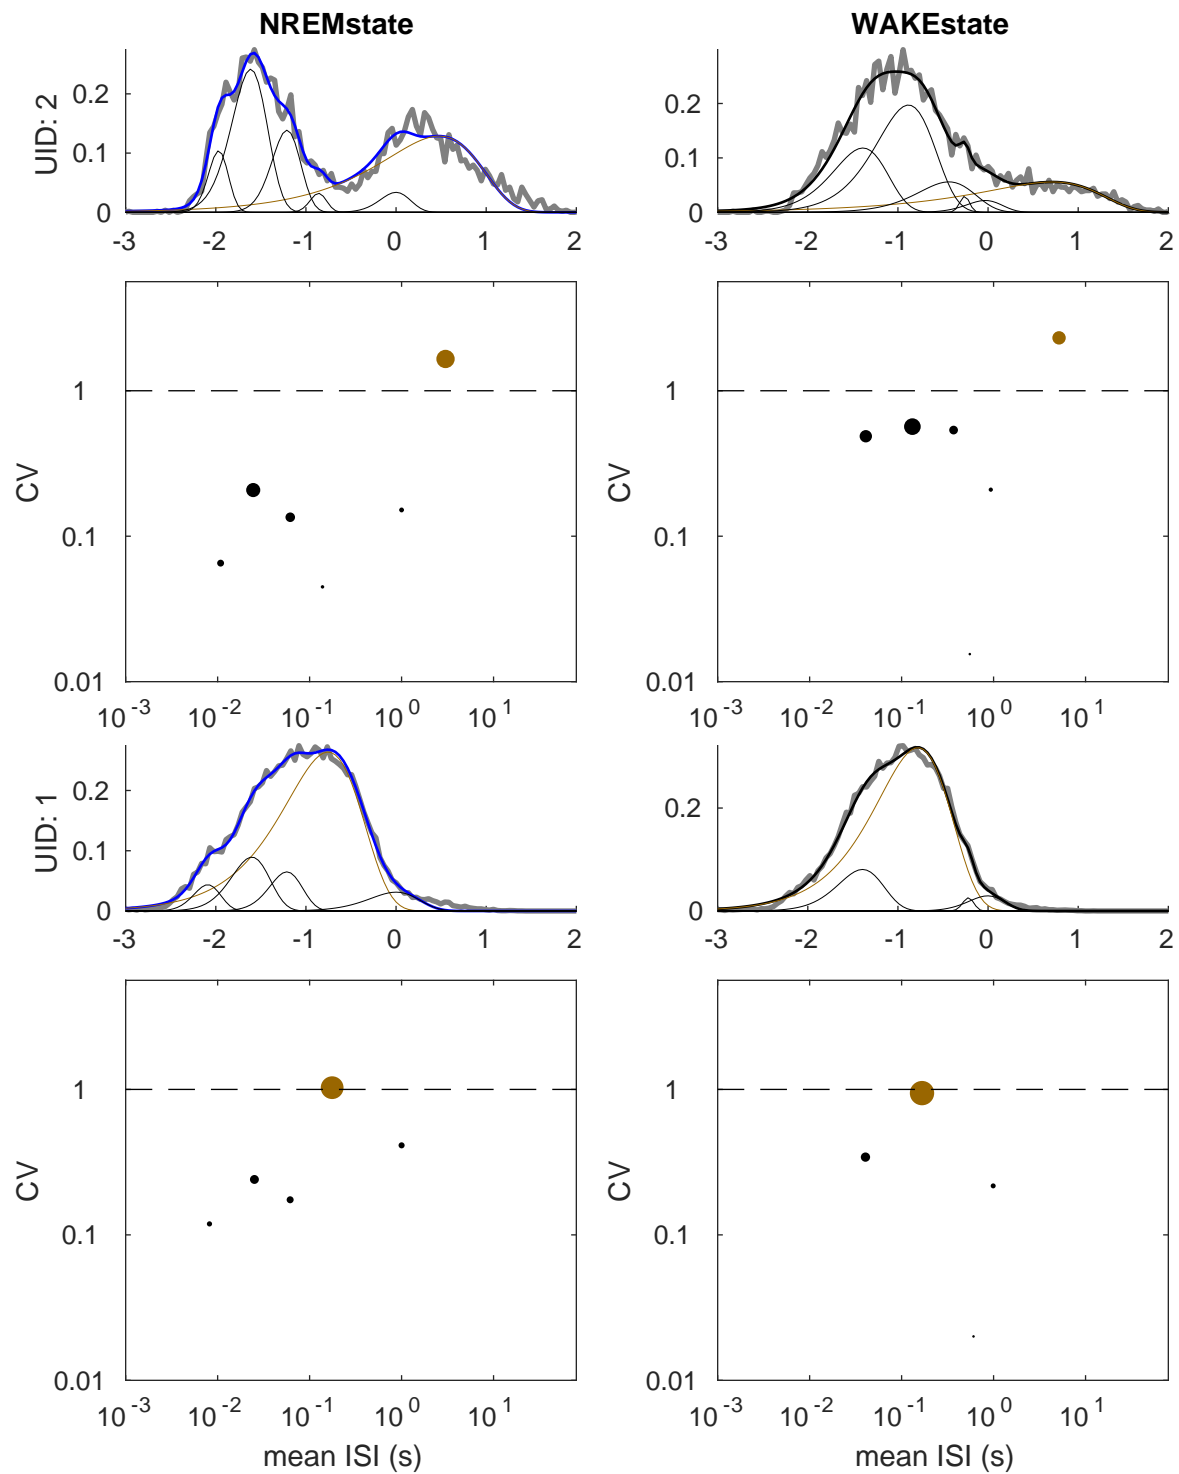 NREMstate WAKEstate
UID: 2
0.2 0.2
0.1 0.1
0 0
-3 -2 -1 0 1 2 -3 -2 -1 0 1 2
CV CV
1 1
0.1 0.1
0.01 0.01
10^-3 10^-2 10^-1 10^0 10^1 10^-3 10^-2 10^-1 10^0 10^1
UID: 1
0.2 0.2
0.1
0 0
-3 -2 -1 0 1 2 -3 -2 -1 0 1 2
CV CV
1 1
0.1 0.1
0.01 0.01
10^-3 10^-2 10^-1 10^0 10^1 10^-3 10^-2 10^-1 10^0 10^1
mean ISI (s) mean ISI (s)